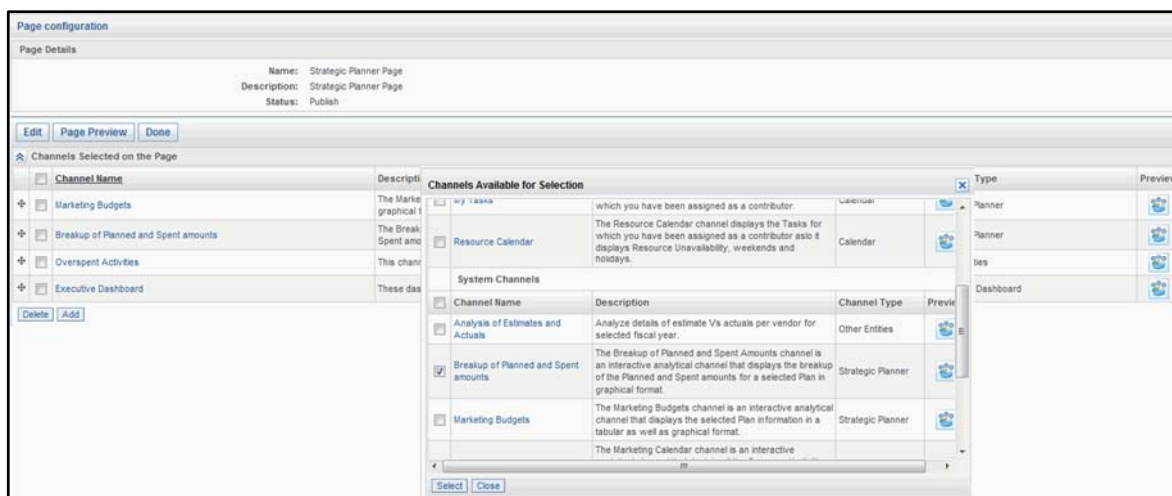 Page configuration
Page Details
Name: Strategic Planner Page
Description: Strategic Planner Page
Status: Publish
Edit Page Preview Done
Channels Selected on the Page
Channel Name Descripti Type Preview
Marketing Budgets The Marke Planner
graphical f
Breakup of Planned and Spent amounts The Break Planner
Spent amo
Overspent Activities This chann ties
Executive Dashboard These das Dashboard
Delete Add
Channels Available for Selection
My Tasks which you have been assigned as a contributor. Calendar
Resource Calendar The Resource Calendar channel displays the Tasks for
which you have been assigned as a contributor aslo it
displays Resource Unavailability, weekends and
holidays. Calendar
System Channels
Channel Name Description Channel Type Previe
Analysis of Estimates and
Actuals
Analyze details of estimate Vs actuals per vendor for
selected fiscal year.
Other Entities
Breakup of Planned and Spent
amounts
The Breakup of Planned and Spent Amounts channel is
an interactive analytical channel that displays the breakup
of the Planned and Spent amounts for a selected Plan in
graphical format.
Strategic Planner
Marketing Budgets
The Marketing Budgets channel is an interactive analytical
channel that displays the selected Plan information in a
tabular as well as graphical format.
Strategic Planner
The Marketing Calendar channel is an interactive
Select Close